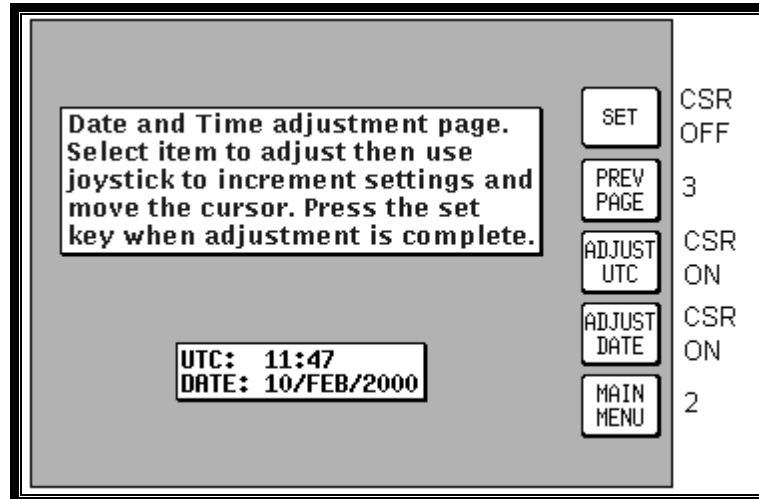 Date and Time adjustment page.
Select item to adjust then use
joystick to increment settings and
move the cursor. Press the set
key when adjustment is complete.
UTC: 11:47
DATE: 10/FEB/2000
SET
CSR
OFF
PREV
PAGE
3
ADJUST
UTC
CSR
ON
ADJUST
DATE
CSR
ON
MAIN
MENU
2